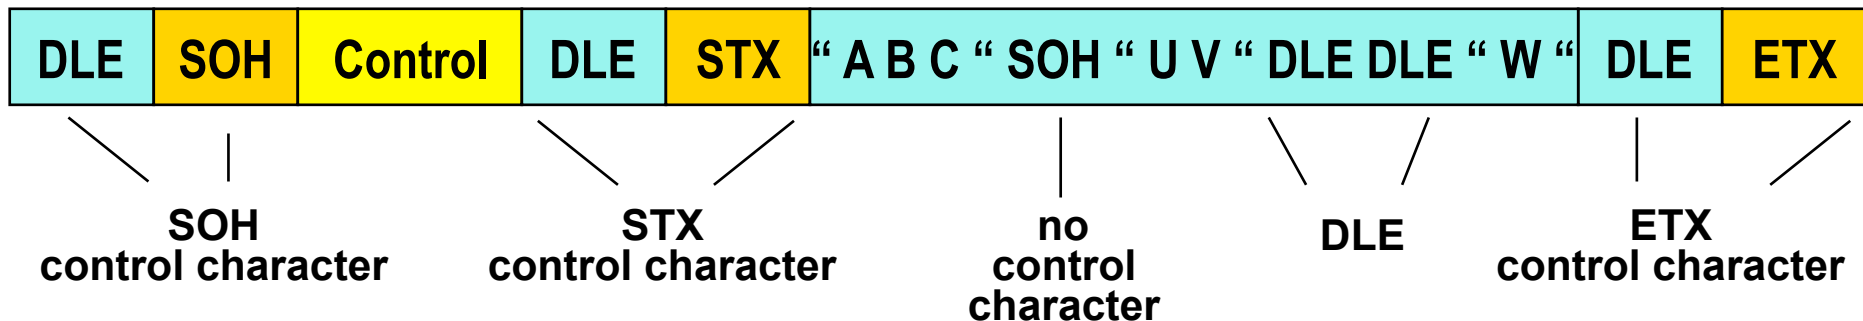 DLE SOH Control DLE STX “ A B C “ SOH “ U V “ DLE DLE “ W “ DLE ETX
SOH
control character
STX
control character
no
control
character
DLE
ETX
control character